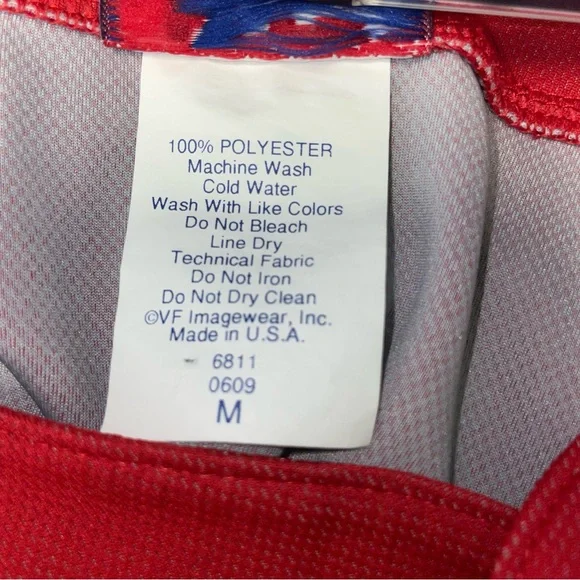 100% POLYESTER
Machine Wash
Cold Water
Wash With Like Colors
Do Not Bleach
Line Dry
Technical Fabric
Do Not Iron
Do Not Dry Clean
©VF Imagewear, Inc.
Made in U.S.A.
6811
0609
M